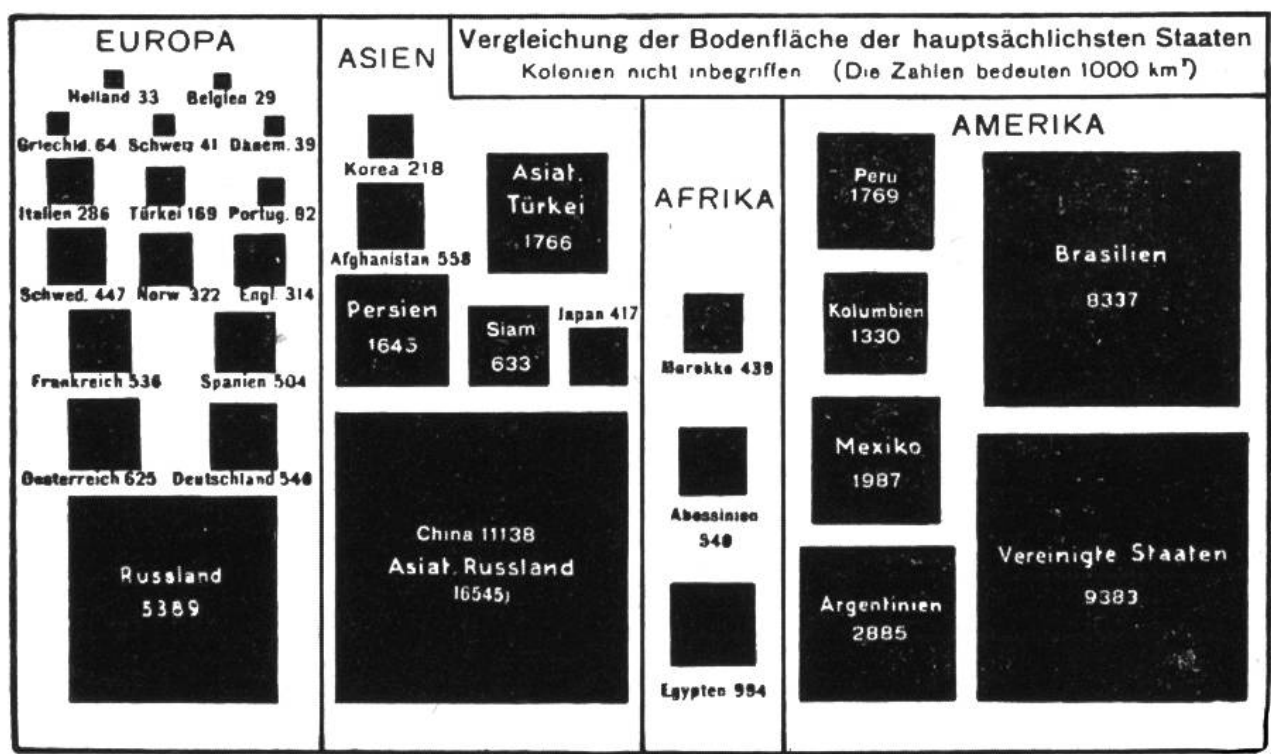 EUROPA
Holland 33 Belgien 29
Griechld. 64 Schweiz 41 Dänem. 39
Italien 286 Türkei 169 Portug. 92
Schwed. 447 Norw 322 Engl. 314
Frankreich 536 Spanien 504
Oesterreich 625 Deutschland 540
Russland
5389
ASIEN
Korea 218
Asiat.
Türkei
1766
Afghanistan 558
Persien
1645
Siam
633
Japan 417
China 11138
Asiat. Russland
16545)
Vergleichung der Bodenfläche der hauptsächlichsten Staaten
Kolonien nicht inbegriffen (Die Zahlen bedeuten 1000 km²)
AFRIKA
Marokko 439
Abessinien
540
Egypten 994
AMERIKA
Peru
1769
Brasilien
8337
Kolumbien
1330
Mexiko
1987
Argentinien
2885
Vereinigte Staaten
9383